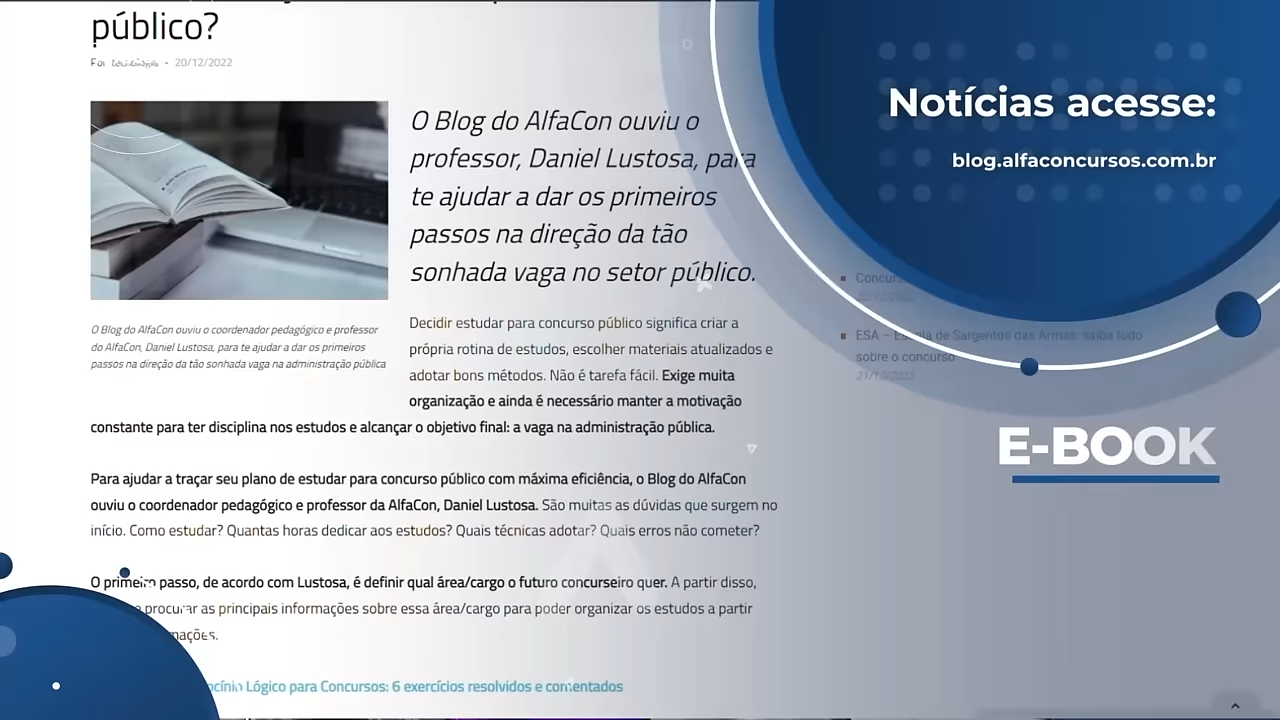 público?
Por tecnologia - 20/12/2022
O Blog do AlfaCon ouviu o
professor, Daniel Lustosa, para
te ajudar a dar os primeiros
passos na direção da tão
sonhada vaga no setor público.
O Blog do AlfaCon ouviu o coordenador pedagógico e professor
do AlfaCon, Daniel Lustosa, para te ajudar a dar os primeiros
passos na direção da tão sonhada vaga na administração pública
Decidir estudar para concurso público significa criar a
própria rotina de estudos, escolher materiais atualizados e
adotar bons métodos. Não é tarefa fácil. Exige muita
organização e ainda é necessário manter a motivação
constante para ter disciplina nos estudos e alcançar o objetivo final: a vaga na administração pública.
Para ajudar a traçar seu plano de estudar para concurso público com máxima eficiência, o Blog do AlfaCon
ouviu o coordenador pedagógico e professor da AlfaCon, Daniel Lustosa. São muitas as dúvidas que surgem no
início. Como estudar? Quantas horas dedicar aos estudos? Quais técnicas adotar? Quais erros não cometer?
O primeiro passo, de acordo com Lustosa, é definir qual área/cargo o futuro concurseiro quer. A partir disso,
procurar as principais informações sobre essa área/cargo para poder organizar os estudos a partir
mações.
ocínio Lógico para Concursos: 6 exercícios resolvidos e comentados
Notícias acesse:
blog.alfaconcursos.com.br
Concurs
ESA – Escola de Sargentos das Armas: saiba tudo
sobre o concurso
E-BOOK